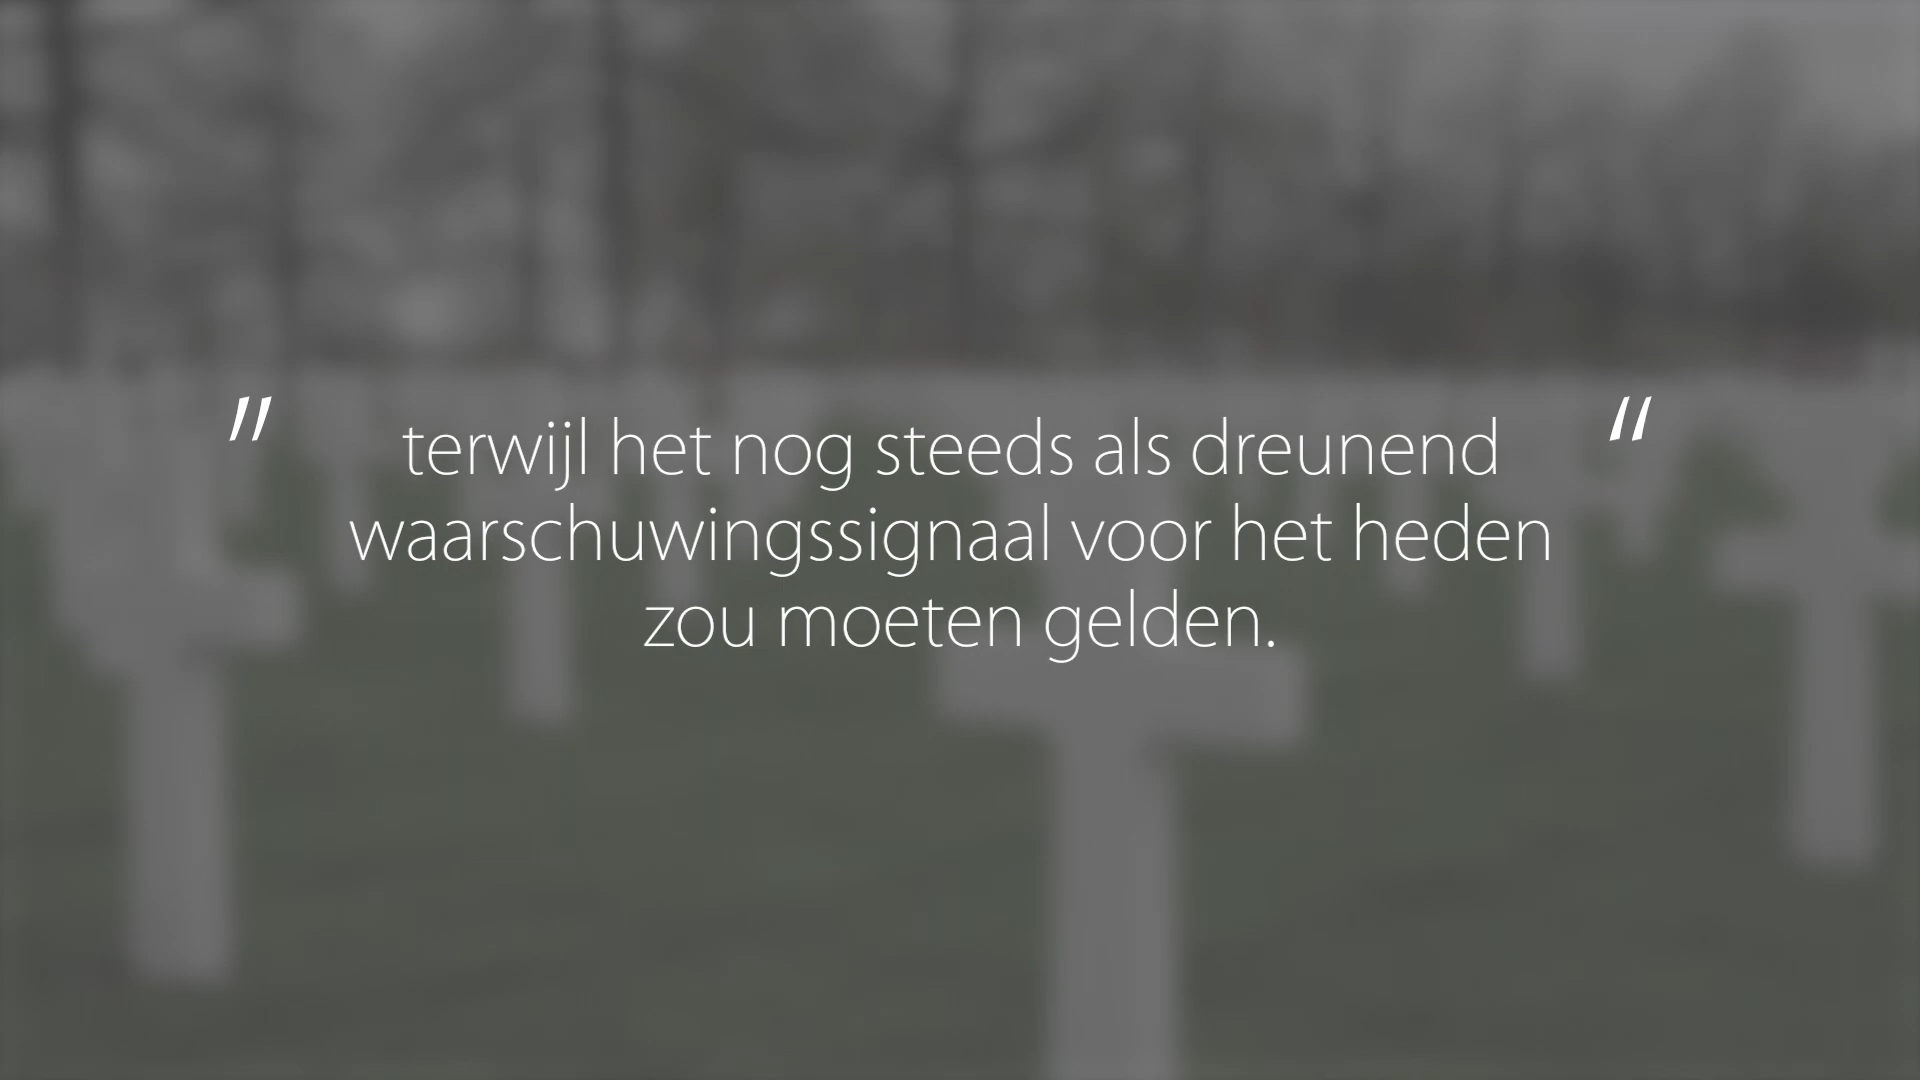 " terwijl het nog steeds als dreunend "
waarschuwingssignaal voor het heden
zou moeten gelden.